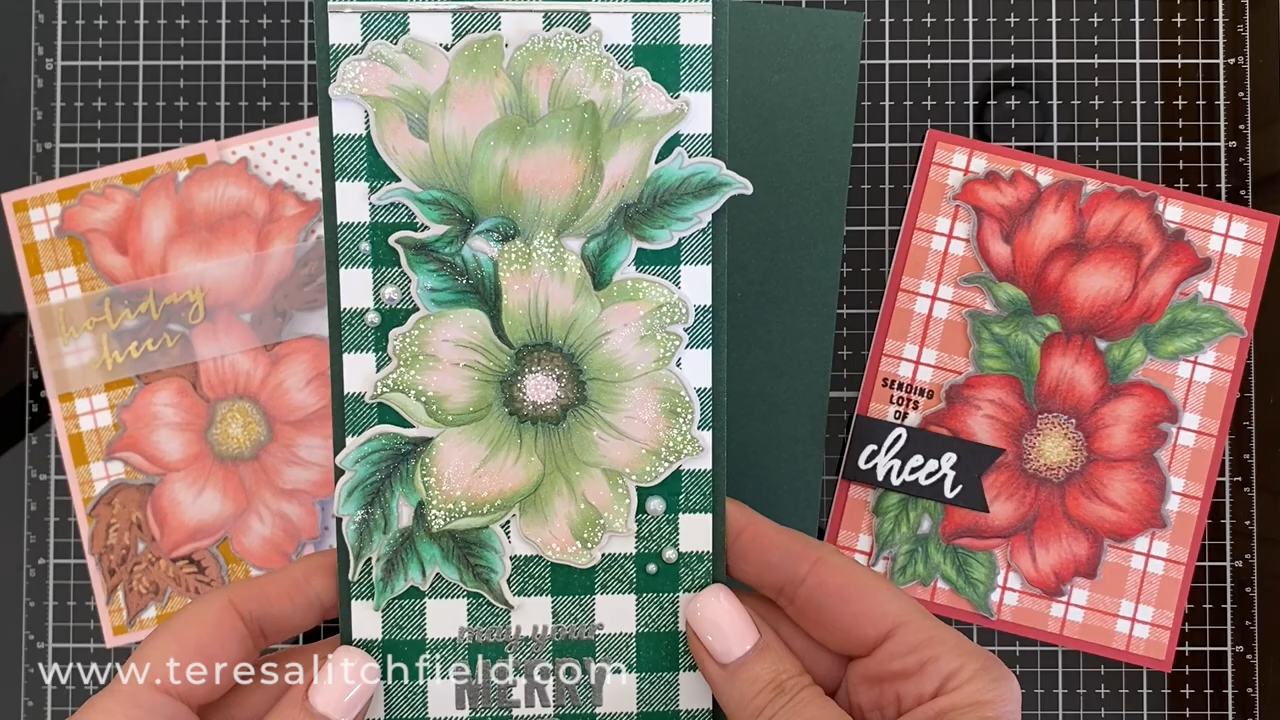 holiday
cheer
SENDING
LOTS
OF
cheer
may your
MERRY
www.teresalitchfield.com